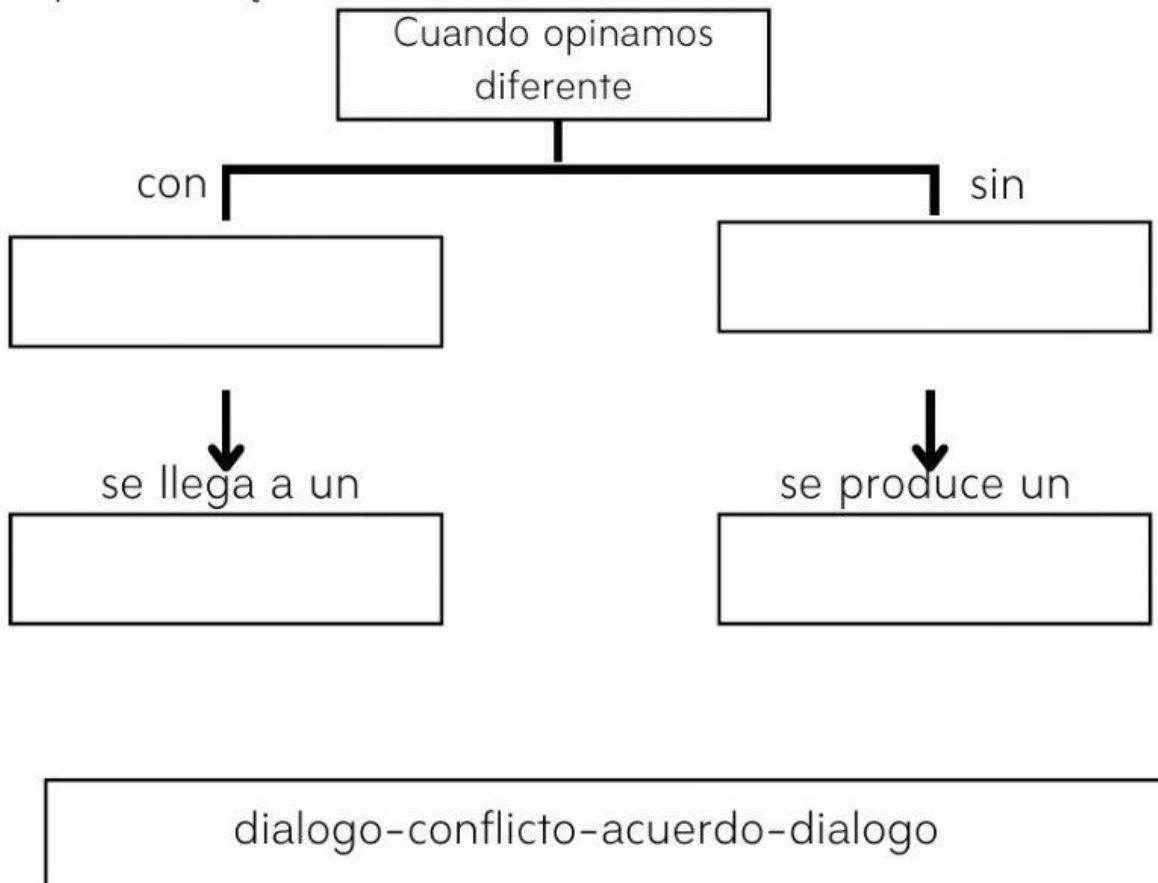 Cuando opinamos
diferente
con
sin
se llega a un
se produce un
dialogo-conflicto-acuerdo-dialogo